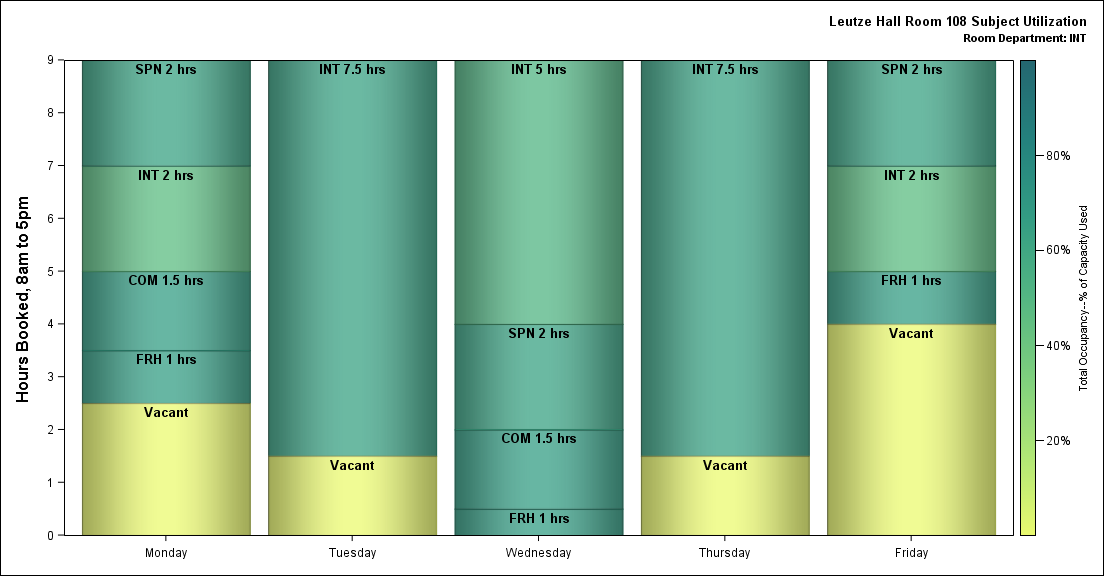 Leutze Hall Room 108 Subject Utilization
Room Department: INT
Hours Booked, 8am to 5pm
9
8
7
6
5
4
3
2
1
0
SPN 2 hrs
INT 2 hrs
COM 1.5 hrs
FRH 1 hrs
Vacant
INT 7.5 hrs
Vacant
INT 5 hrs
SPN 2 hrs
COM 1.5 hrs
FRH 1 hrs
INT 7.5 hrs
Vacant
SPN 2 hrs
INT 2 hrs
FRH 1 hrs
Vacant
Monday
Tuesday
Wednesday
Thursday
Friday
80%
60%
40%
20%
Total Occupancy--% of Capacity Used